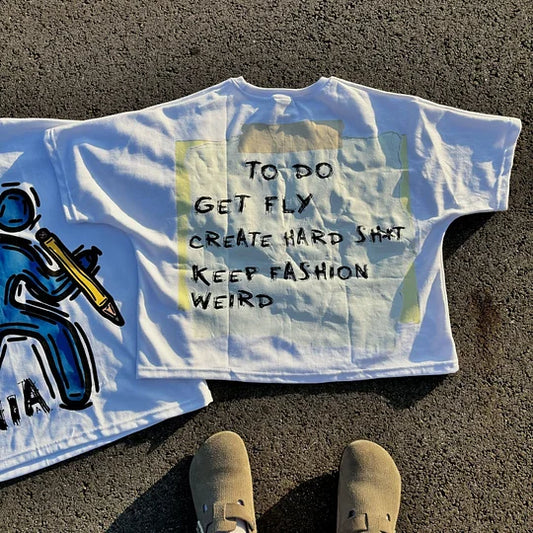 TO DO
GET FLY
CREATE HARD SH*T
KEEP FASHION
WEIRD